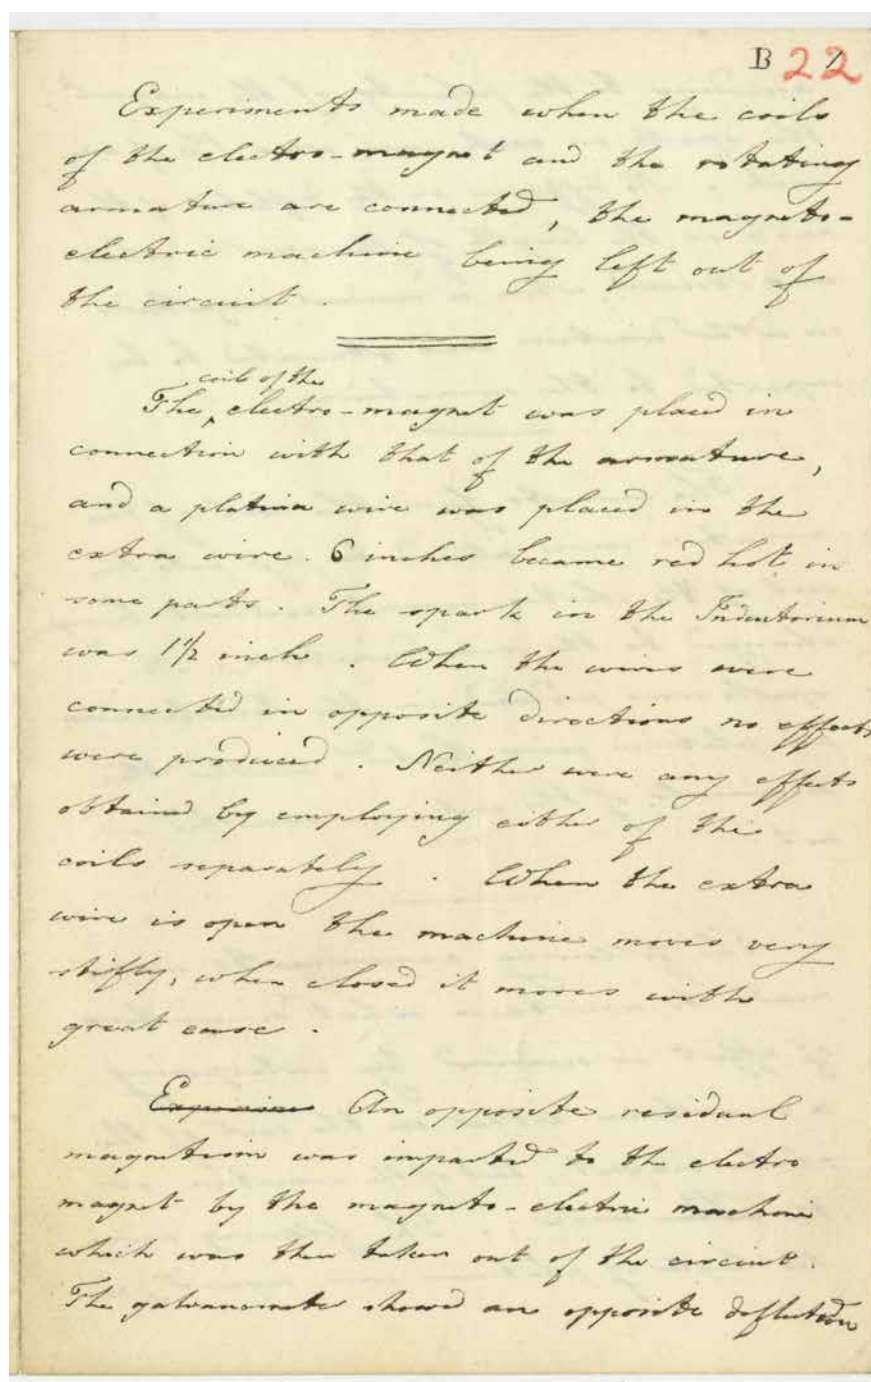 B 22
Experiments made when the coils
of the electro-magnet and the rotating
armature are connected, the magneto-
electric machine being left out of
the circuit.
coil of the
The electro-magnet was placed in
connection with that of the armature,
and a platina wire was placed in the
extra wire. 6 inches became red hot in
some parts. The spark in the Inductorium
was 1 1/2 inch. When the wires were
connected in opposite directions no effects
were produced. Neither were any effects
obtained by employing either of the
coils separately. When the extra
wire is open the machine moves very
stifly, when closed it moves with
great ease.
An opposite residual
magnetism was imparted to the electro
magnet by the magneto-electric machine
which was then taken out of the circuit.
The galvanometer showed an opposite deflection